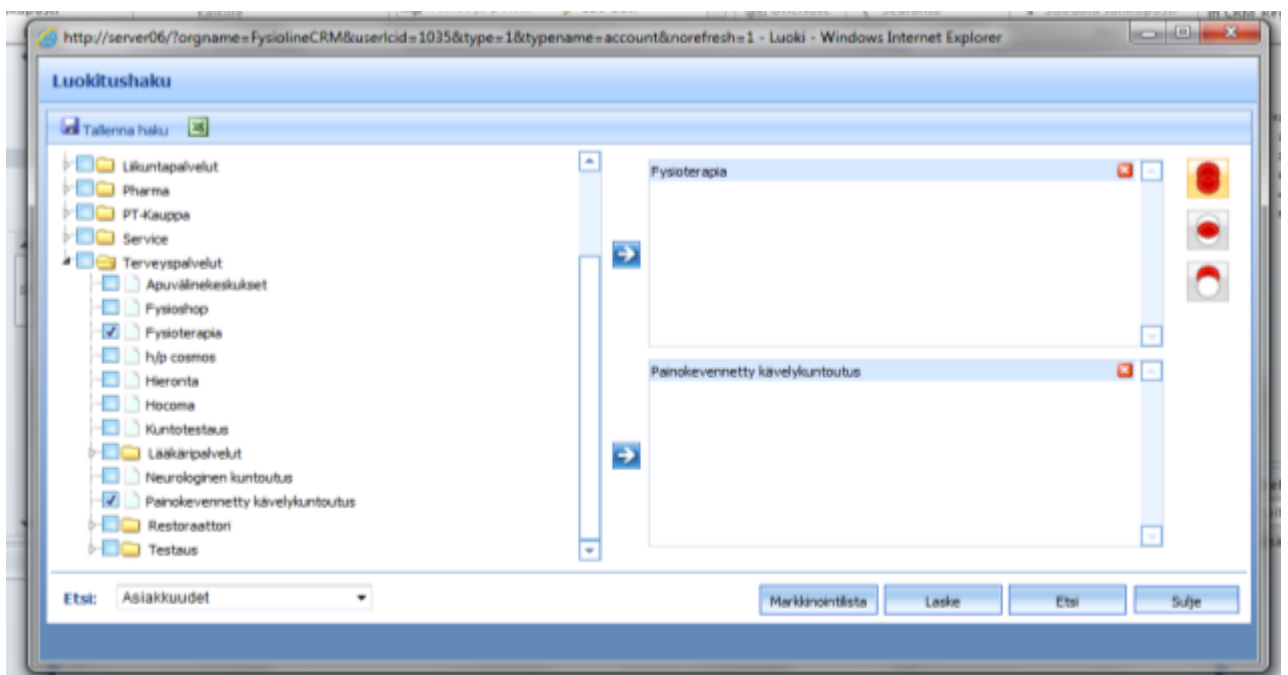 http://server06/?orgname=FysiolineCRM&userlcid=1035&type=1&typename=account&norefresh=1 - Luoki - Windows Internet Explorer
Luokitushaku
Tallenna haku
Liikuntapalvelut
Pharma
PT-Kauppa
Service
Terveyspalvelut
Apuvälinekeskukset
Fysioshop
Fysioterapia
h/p cosmos
Hieronta
Hocoma
Kuntotestaus
Lääkäripalvelut
Neurologinen kuntoutus
Painokevennetty kävelykuntoutus
Restoraattori
Testaus
Fysioterapia
Painokevennetty kävelykuntoutus
Etsi: Asiakkuudet
Markkinointilista Laske Etsi Sulje